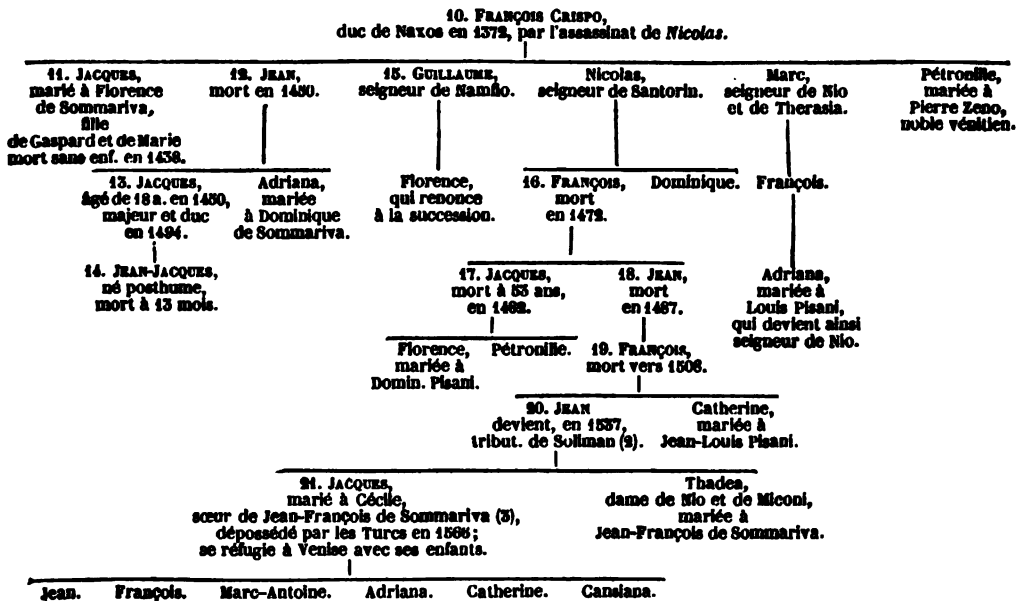 10. FRANÇOIS CRISPO,
duc de Naxos en 1372, par l'assassinat de Nicolas.
11. JACQUES,
marié à Florence
de Sommariva,
fille
de Gaspard et de Marie
mort sans enf. en 1438.
12. JEAN,
mort en 1450.
15. GUILLAUME,
seigneur de Namfio.
Nicolas,
seigneur de Santorin.
Marc,
seigneur de Nio
et de Therasia.
Pétronille,
mariée à
Pierre Zeno,
noble vénitien.
13. JACQUES,
âgé de 18 a. en 1450,
majeur et duc
en 1494.
Adriana,
mariée
à Dominique
de Sommariva.
Florence,
qui renonce
à la succession.
16. FRANÇOIS,
mort
en 1472.
Dominique.
François.
14. JEAN-JACQUES,
né posthume,
mort à 13 mois.
17. JACQUES,
mort à 53 ans,
en 1462.
18. JEAN,
mort
en 1467.
Adriana,
mariée à
Louis Pisani,
qui devient ainsi
seigneur de Nio.
Florence,
mariée à
Domin. Pisani.
Pétronille.
19. FRANÇOIS,
mort vers 1506.
20. JEAN
devient, en 1537,
tribut. de Soliman (2).
Catherine,
mariée à
Jean-Louis Pisani.
21. JACQUES,
marié à Cécile,
sœur de Jean-François de Sommariva (3),
dépossédé par les Turcs en 1566;
se réfugie à Venise avec ses enfants.
Thadea,
dame de Nio et de Miconi,
mariée à
Jean-François de Sommariva.
Jean. François. Marc-Antoine. Adriana. Catherine. Cansiana.